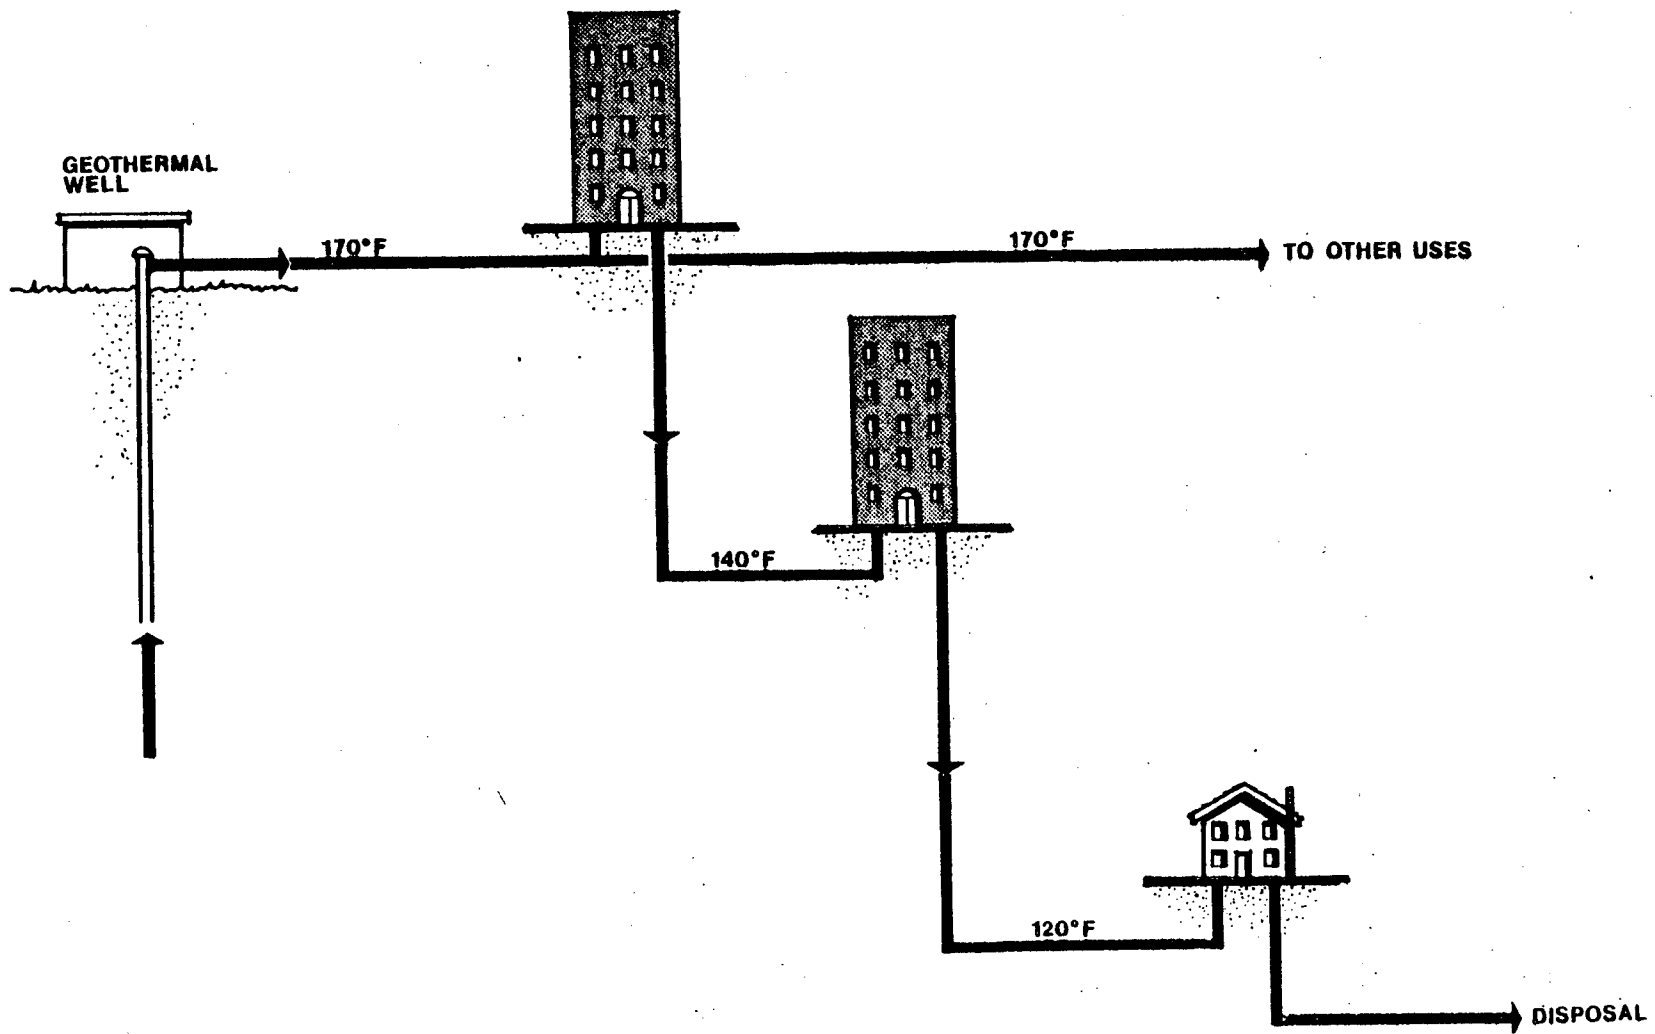 GEOTHERMAL
WELL
170°F
170°F
TO OTHER USES
140°F
120°F
DISPOSAL